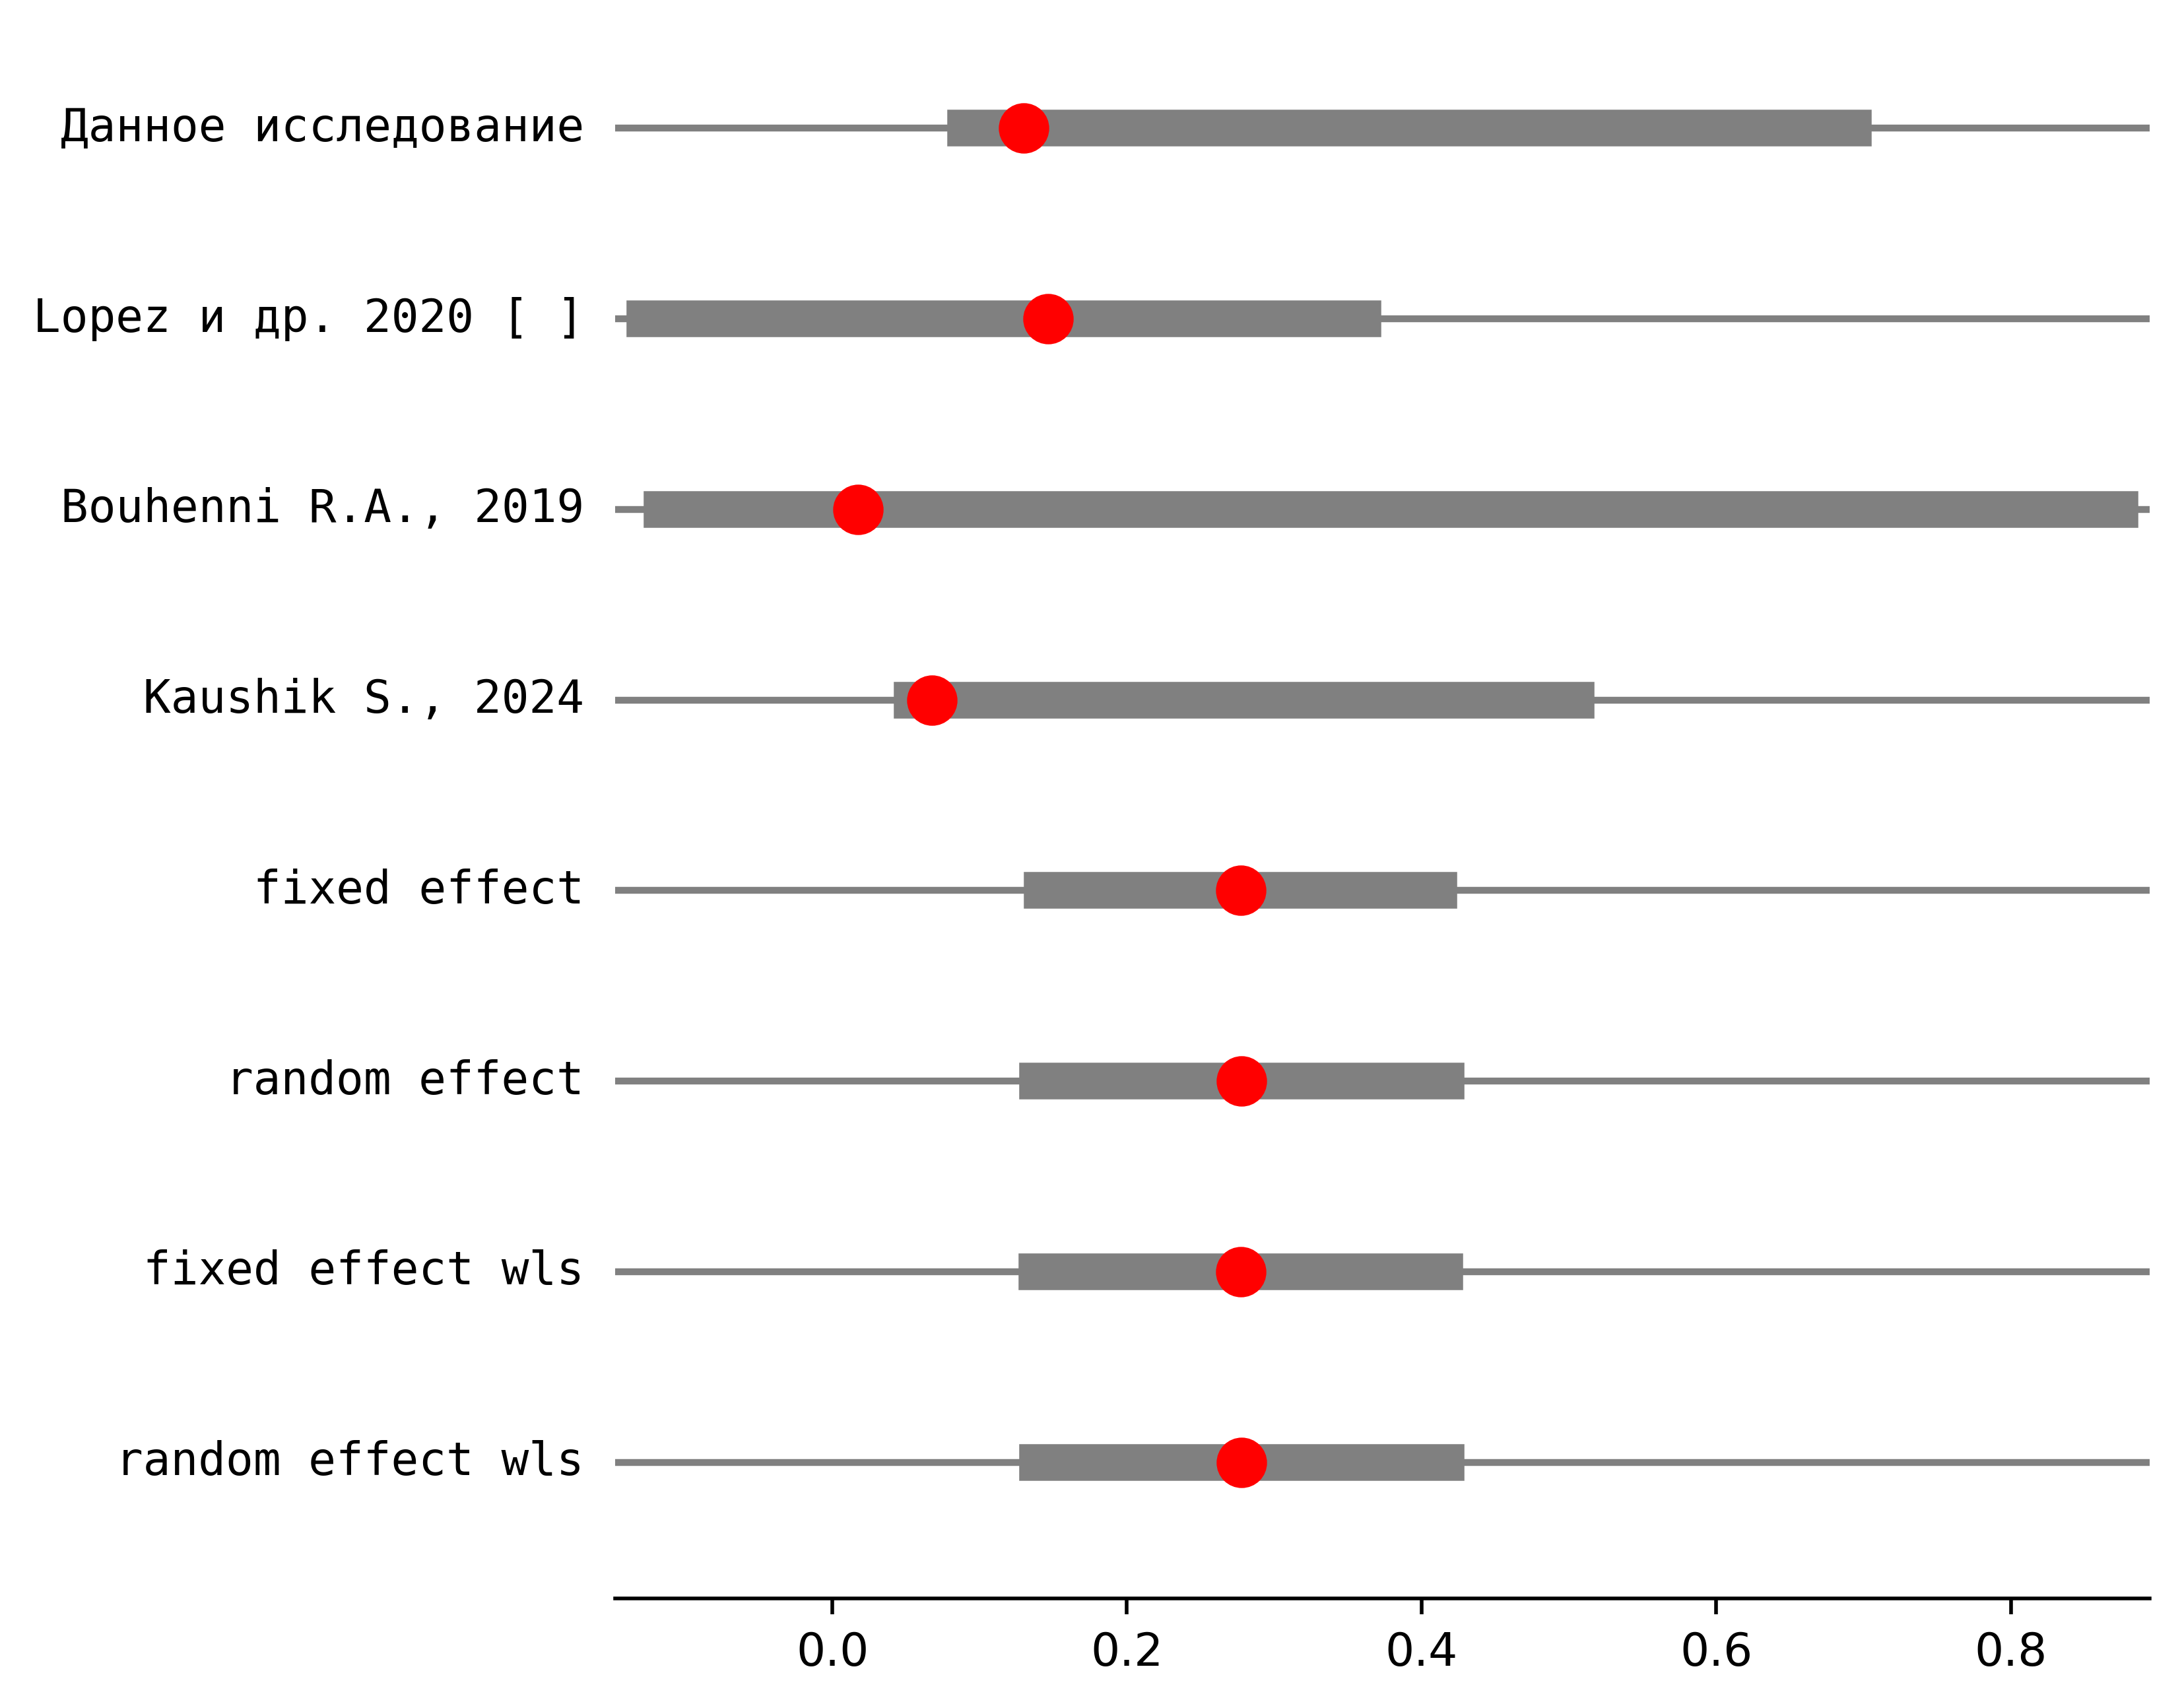 Данное исследование
Lopez и др. 2020 [ ]
Bouhenni R.A., 2019
Kaushik S., 2024
fixed effect
random effect
fixed effect wls
random effect wls
0.0 0.2 0.4 0.6 0.8